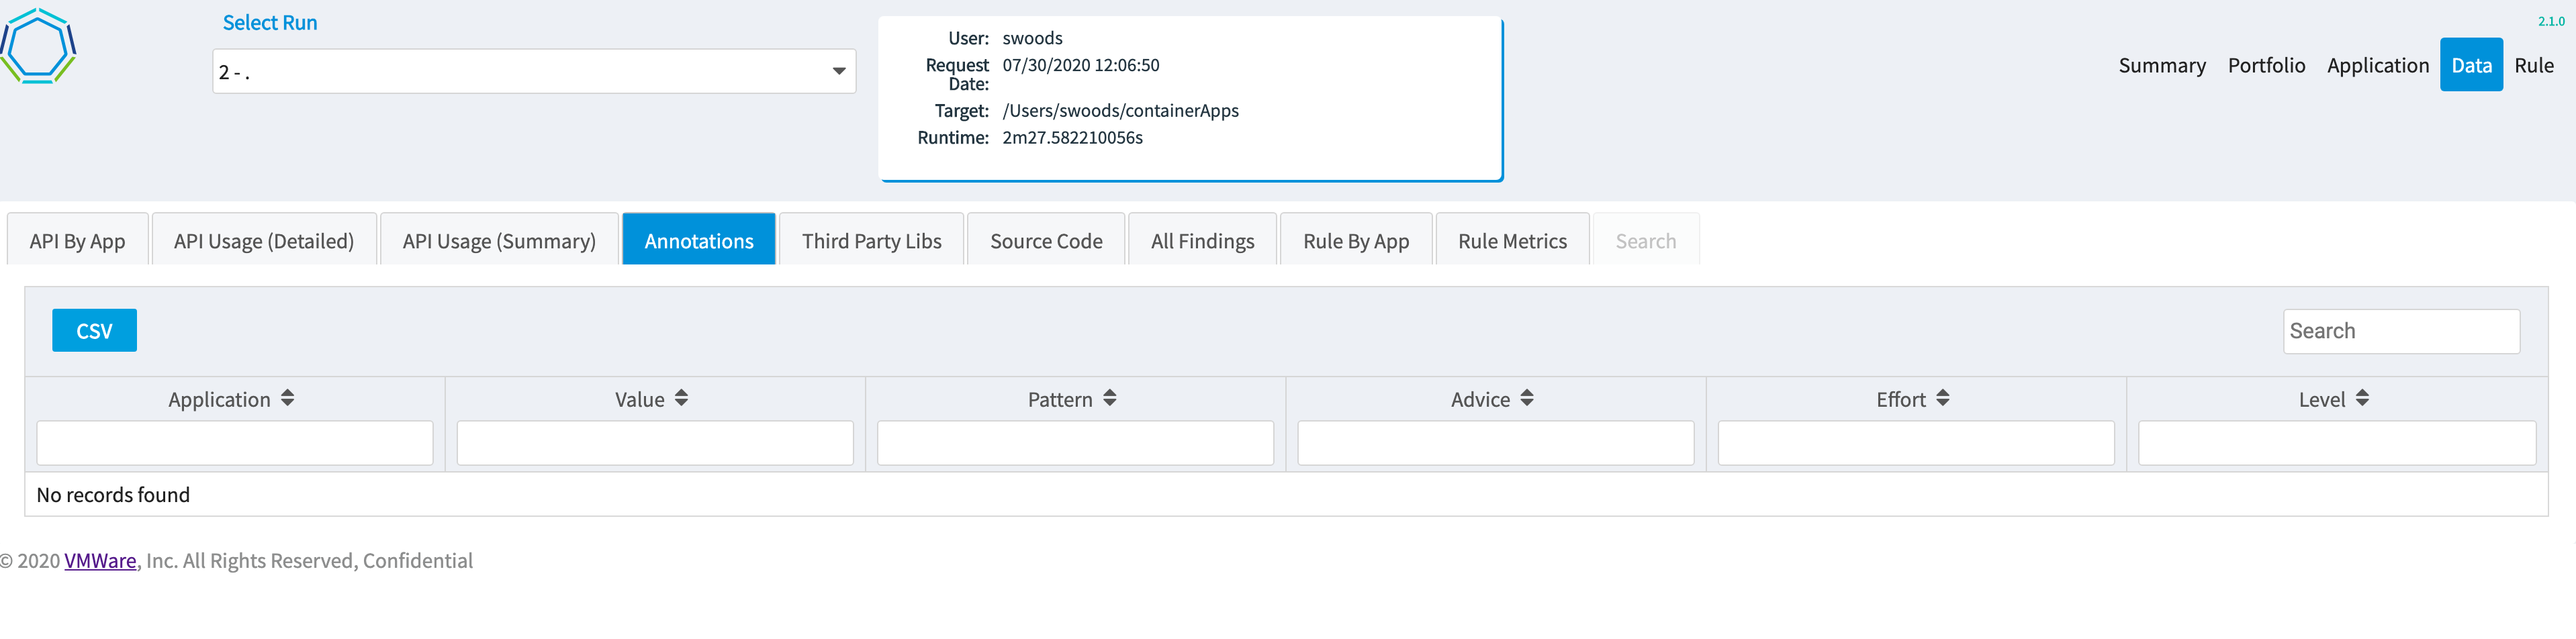 Select Run
2 - .
User: swoods
Request Date: 07/30/2020 12:06:50
Target: /Users/swoods/containerApps
Runtime: 2m27.582210056s
2.1.0
Summary Portfolio Application Data Rule
API By App API Usage (Detailed) API Usage (Summary) Annotations Third Party Libs Source Code All Findings Rule By App Rule Metrics Search
CSV Search
Application Value Pattern Advice Effort Level
No records found
© 2020 VMWare, Inc. All Rights Reserved, Confidential